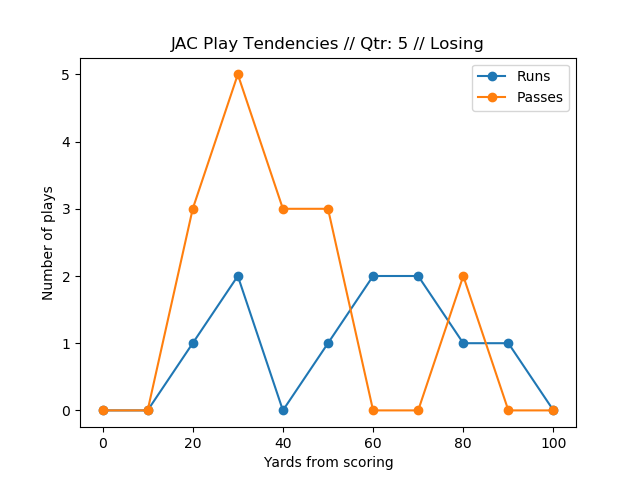 JAC Play Tendencies // Qtr: 5 // Losing
Runs
Passes
Number of plays
5
4
3
2
1
0
0 20 40 60 80 100
Yards from scoring